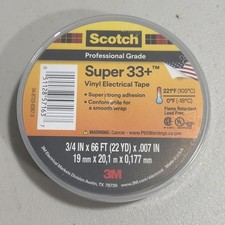 Scotch
Professional Grade
Super 33+™
Vinyl Electrical Tape
• Super strong adhesion
• Conformable for
a smooth wrap
221°F (105°C)
0°F (-18°C)
Flame Retardant
Lead Free
3/4 IN x 66 FT (22 YD) x .007 IN
19 mm x 20,1 m x 0,177 mm
3M